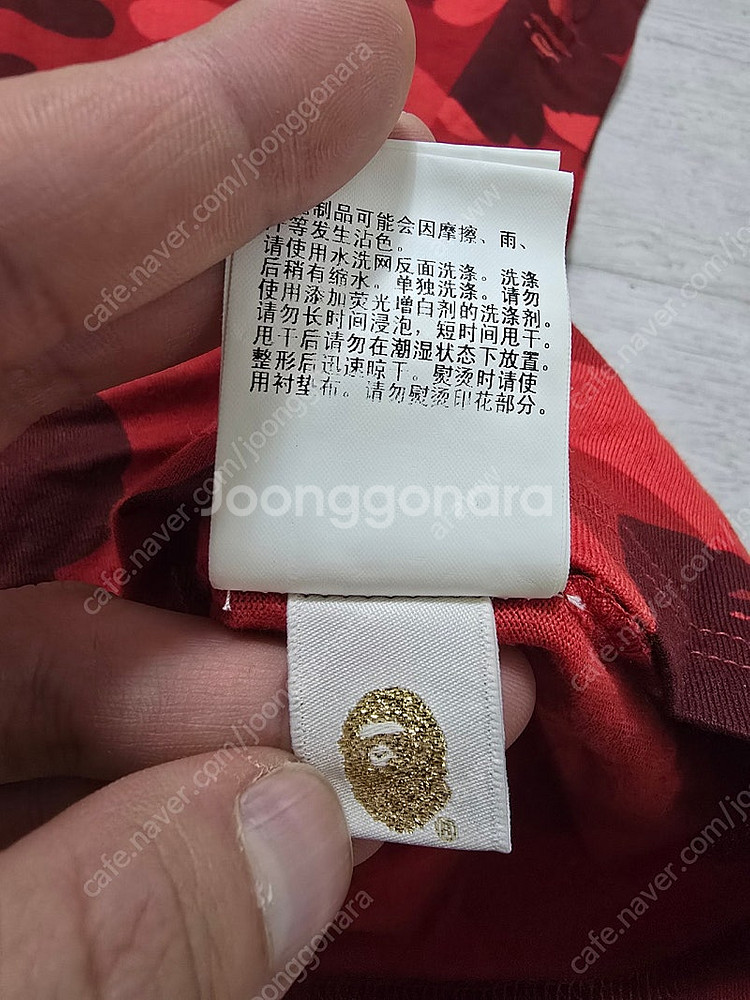 制品可能会因摩擦、雨、
汗等发生沾色。
请使用水洗网反面洗涤。洗涤
后稍有缩水。单独洗涤。请勿
使用添加荧光增白剂的洗涤剂。
请勿长时间浸泡，短时间甩干。
甩干后请勿在潮湿状态下放置。
整形后迅速晾干。熨烫时请使
用衬垫布。请勿熨烫印花部分。
Joonggonara
cafe.naver.com/joonggonara